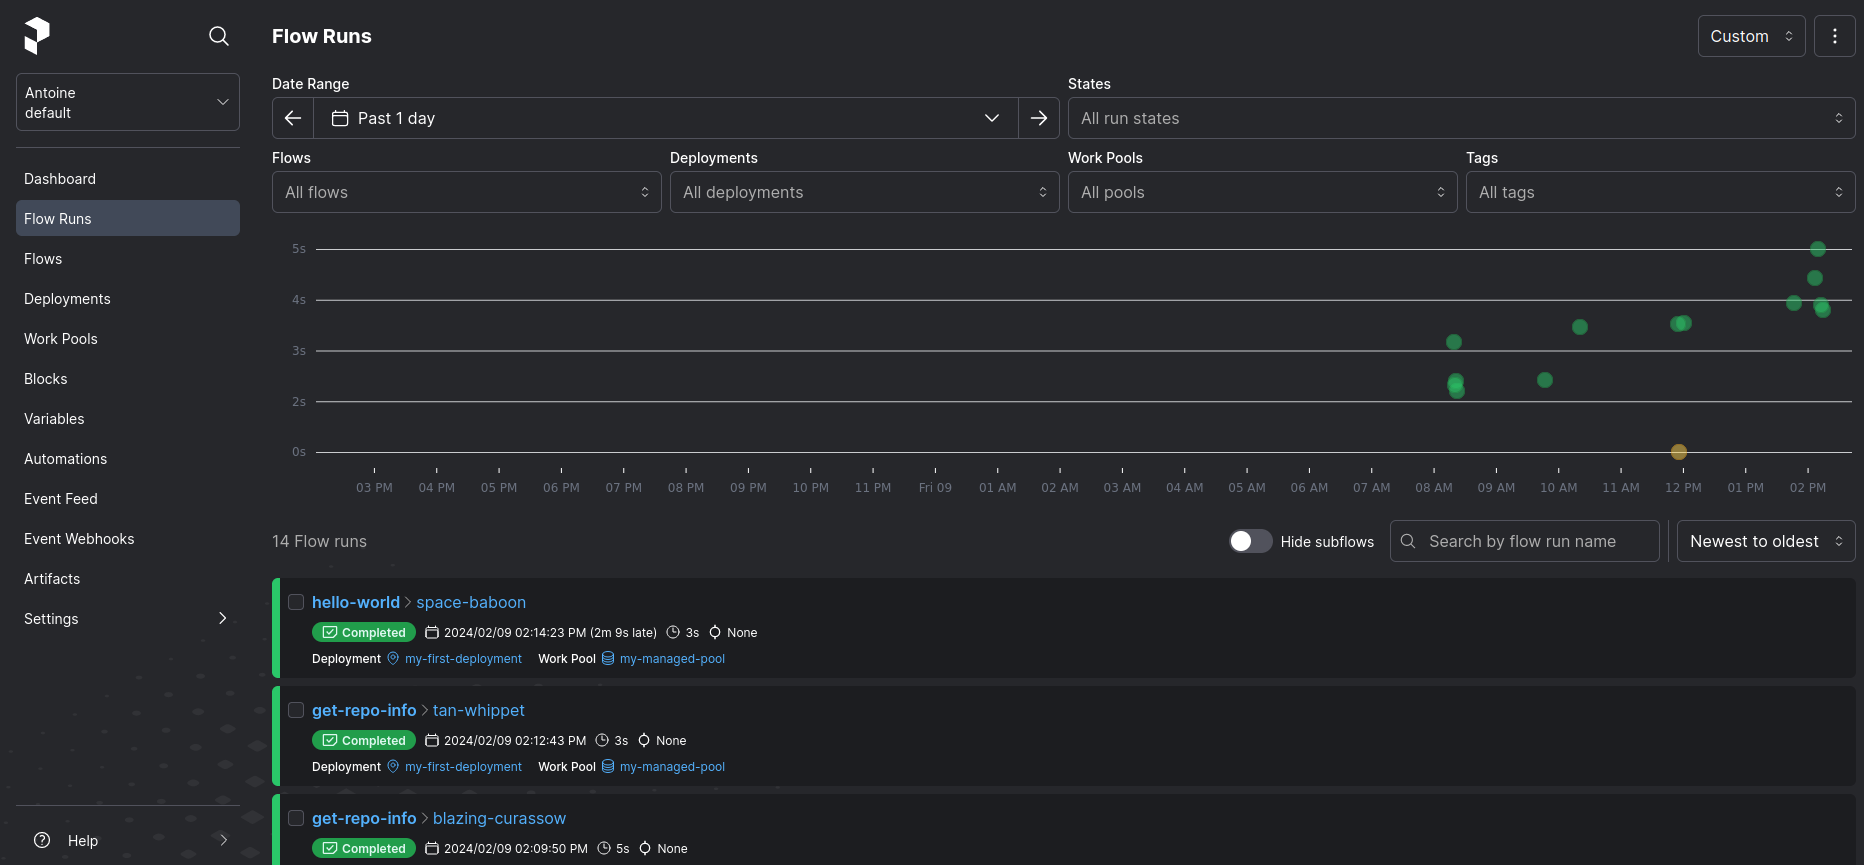 Antoine
default
Dashboard
Flow Runs
Flows
Deployments
Work Pools
Blocks
Variables
Automations
Event Feed
Event Webhooks
Artifacts
Settings
Help
Flow Runs
Custom
Date Range
States
Past 1 day
All run states
Flows
Deployments
Work Pools
Tags
All flows
All deployments
All pools
All tags
5s
4s
3s
2s
0s
03 PM 04 PM 05 PM 06 PM 07 PM 08 PM 09 PM 10 PM 11 PM Fri 09 01 AM 02 AM 03 AM 04 AM 05 AM 06 AM 07 AM 08 AM 09 AM 10 AM 11 AM 12 PM 01 PM 02 PM
14 Flow runs
Hide subflows
Search by flow run name
Newest to oldest
hello-world > space-baboon
Completed 2024/02/09 02:14:23 PM (2m 9s late) 3s None
Deployment my-first-deployment Work Pool my-managed-pool
get-repo-info > tan-whippet
Completed 2024/02/09 02:12:43 PM 3s None
Deployment my-first-deployment Work Pool my-managed-pool
get-repo-info > blazing-curassow
Completed 2024/02/09 02:09:50 PM 5s None